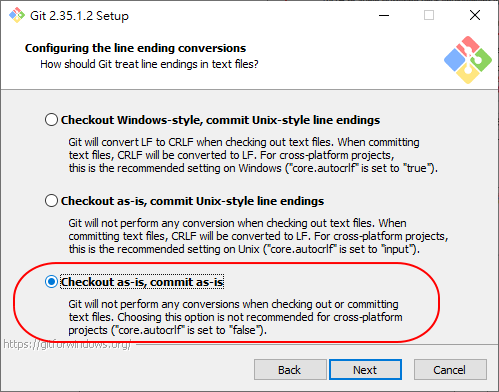 Git 2.35.1.2 Setup
Configuring the line ending conversions
How should Git treat line endings in text files?
Checkout Windows-style, commit Unix-style line endings
Git will convert LF to CRLF when checking out text files. When committing
text files, CRLF will be converted to LF. For cross-platform projects,
this is the recommended setting on Windows ("core.autocrlf" is set to "true").
Checkout as-is, commit Unix-style line endings
Git will not perform any conversion when checking out text files. When
committing text files, CRLF will be converted to LF. For cross-platform projects,
this is the recommended setting on Unix ("core.autocrlf" is set to "input").
Checkout as-is, commit as-is
Git will not perform any conversions when checking out or committing
text files. Choosing this option is not recommended for cross-platform
projects ("core.autocrlf" is set to "false").
https://gitforwindows.org/
Back
Next
Cancel